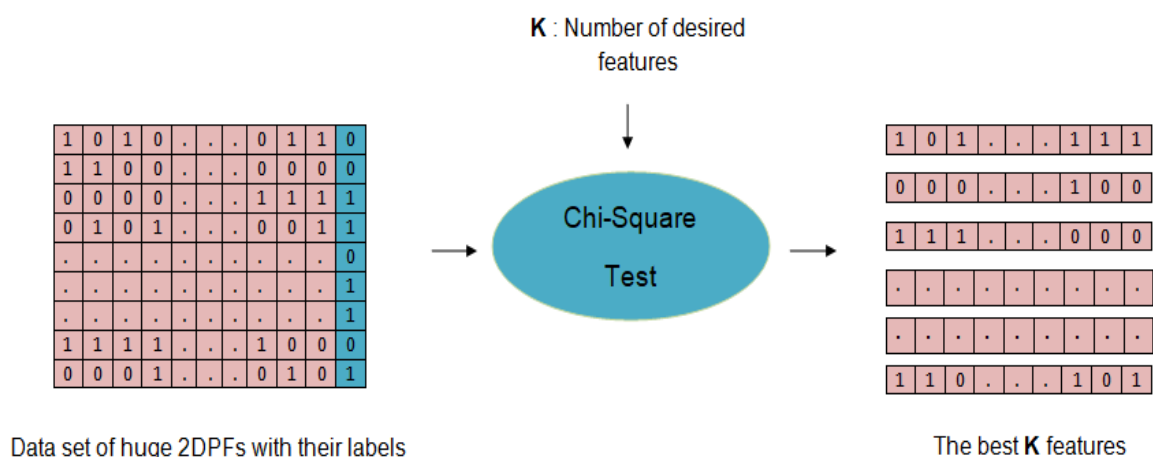 K : Number of desired
features
1 0 1 0 . . . 0 1 1 0
1 1 0 0 . . . 0 0 0 0
0 0 0 0 . . . 1 1 1 1
0 1 0 1 . . . 0 0 1 1
. . . . . . . . . . 0
. . . . . . . . . . 1
. . . . . . . . . . 1
1 1 1 1 . . . 1 0 0 0
0 0 0 1 . . . 0 1 0 1
Chi-Square
Test
1 0 1 . . . 1 1 1
0 0 0 . . . 1 0 0
1 1 1 . . . 0 0 0
. . . . . . . . .
. . . . . . . . .
1 1 0 . . . 1 0 1
Data set of huge 2DPFs with their labels
The best K features